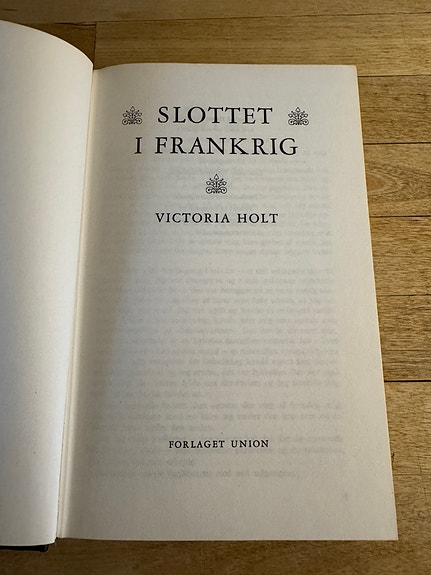 SLOTTET
I FRANKRIG
VICTORIA HOLT
FORLAGET UNION